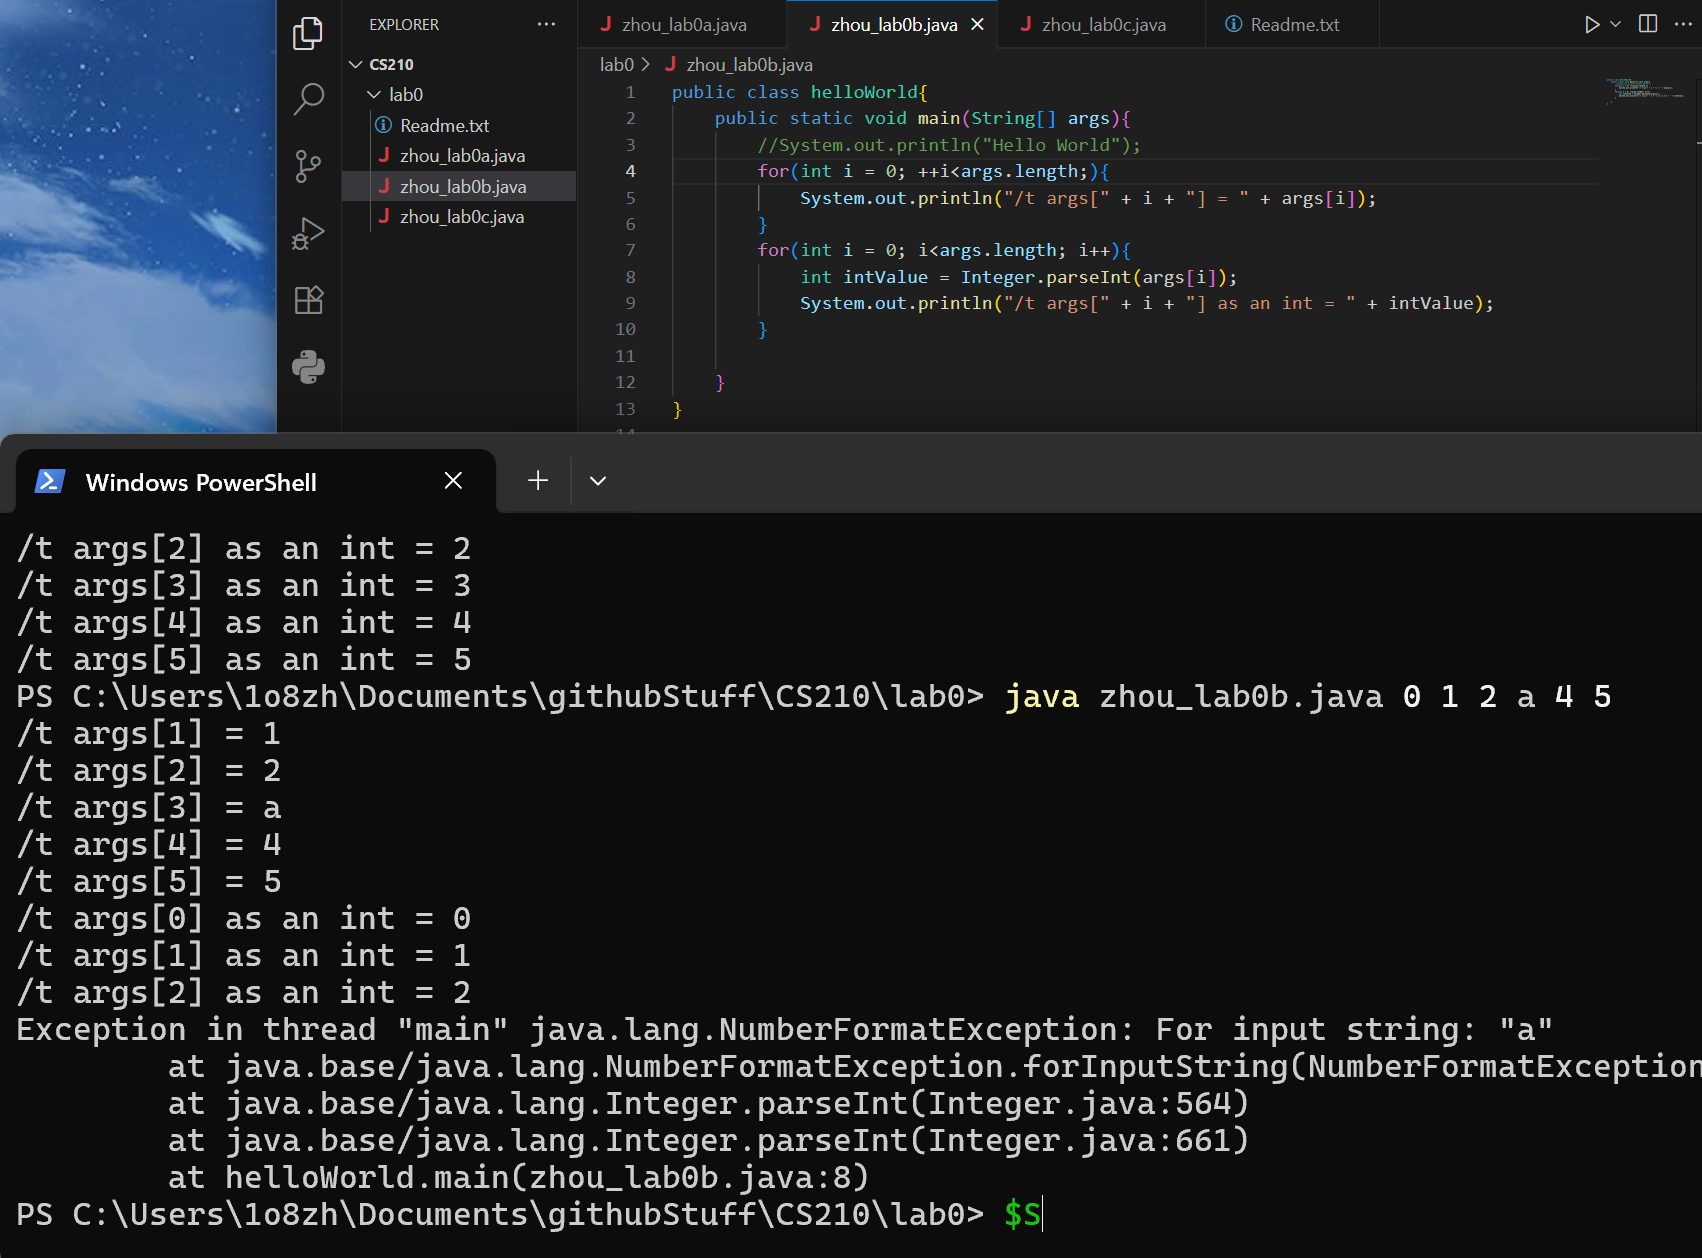 EXPLORER ...
CS210
lab0
Readme.txt
zhou_lab0a.java
zhou_lab0b.java
zhou_lab0c.java
zhou_lab0a.java zhou_lab0b.java zhou_lab0c.java Readme.txt
lab0 > zhou_lab0b.java
1 public class helloWorld{
2 public static void main(String[] args){
3 //System.out.println("Hello World");
4 for(int i = 0; ++i<args.length;){
5 System.out.println("/t args[" + i + "] = " + args[i]);
6 }
7 for(int i = 0; i<args.length; i++){
8 int intValue = Integer.parseInt(args[i]);
9 System.out.println("/t args[" + i + "] as an int = " + intValue);
10 }
11
12 }
13 }
Windows PowerShell
/t args[2] as an int = 2
/t args[3] as an int = 3
/t args[4] as an int = 4
/t args[5] as an int = 5
PS C:\Users\1o8zh\Documents\githubStuff\CS210\lab0> java zhou_lab0b.java 0 1 2 a 4 5
/t args[1] = 1
/t args[2] = 2
/t args[3] = a
/t args[4] = 4
/t args[5] = 5
/t args[0] as an int = 0
/t args[1] as an int = 1
/t args[2] as an int = 2
Exception in thread "main" java.lang.NumberFormatException: For input string: "a"
at java.base/java.lang.NumberFormatException.forInputString(NumberFormatException
at java.base/java.lang.Integer.parseInt(Integer.java:564)
at java.base/java.lang.Integer.parseInt(Integer.java:661)
at helloWorld.main(zhou_lab0b.java:8)
PS C:\Users\1o8zh\Documents\githubStuff\CS210\lab0> $S